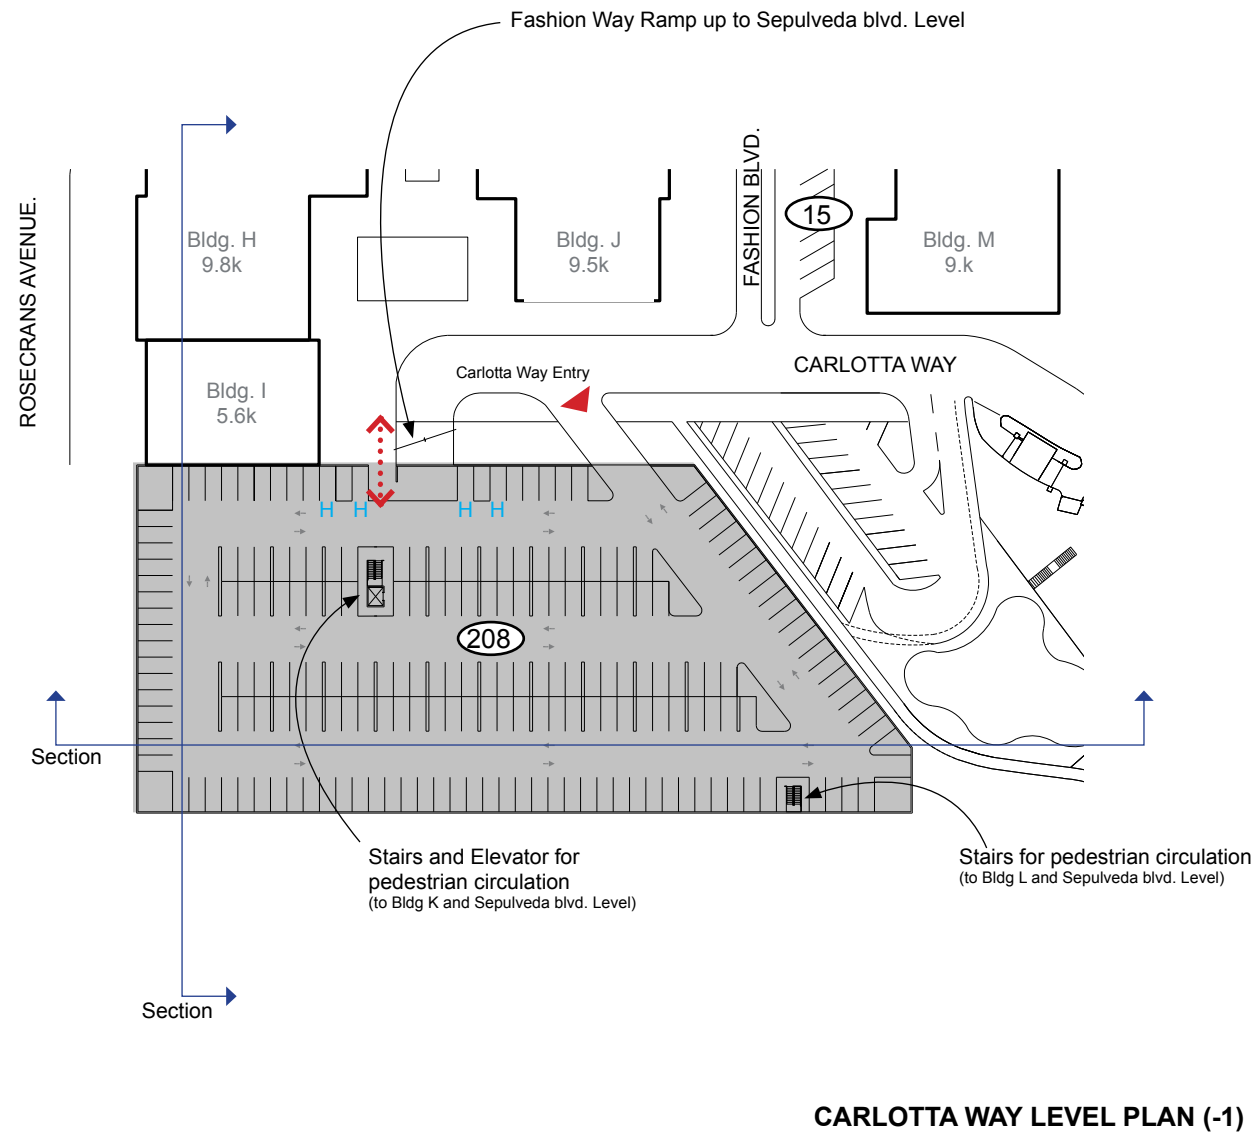 Fashion Way Ramp up to Sepulveda blvd. Level
ROSECRANS AVENUE.
FASHION BLVD.
15
Bldg. H
9.8k
Bldg. J
9.5k
Bldg. M
9.k
CARLOTTA WAY
Carlotta Way Entry
Bldg. I
5.6k
H H H H
208
Section
Stairs and Elevator for
pedestrian circulation
(to Bldg K and Sepulveda blvd. Level)
Stairs for pedestrian circulation
(to Bldg L and Sepulveda blvd. Level)
Section
CARLOTTA WAY LEVEL PLAN (-1)